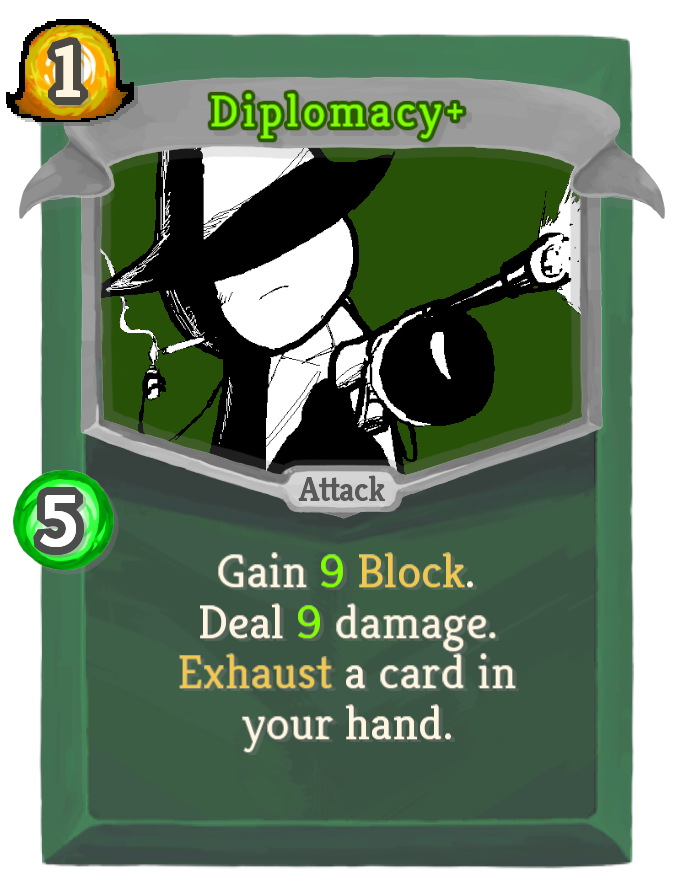 1
Diplomacy+
Attack
5
Gain 9 Block.
Deal 9 damage.
Exhaust a card in
your hand.